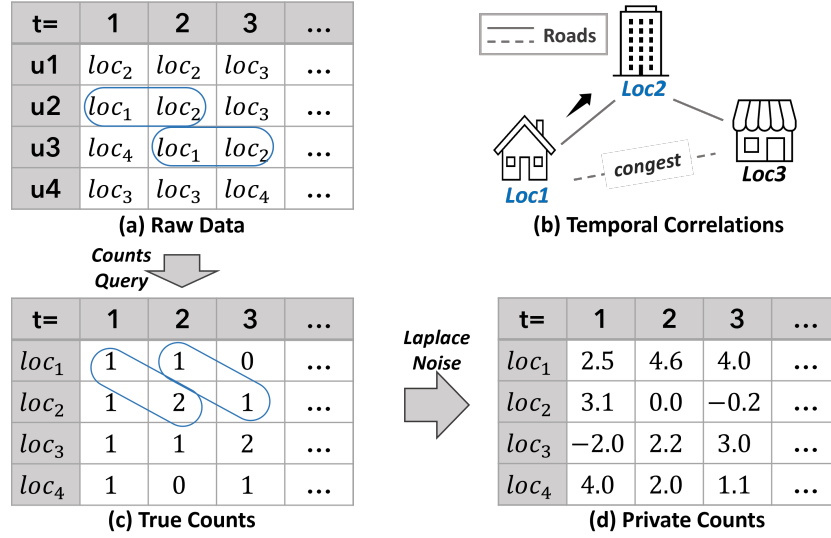 t= 1 2 3 ...
u1 loc₂ loc₂ loc₃ ...
u2 loc₁ loc₂ loc₃ ...
u3 loc₄ loc₁ loc₂ ...
u4 loc₃ loc₃ loc₄ ...
(a) Raw Data
Roads
Loc2
Loc1
congest
Loc3
(b) Temporal Correlations
Counts
Query
t= 1 2 3 ...
loc₁ 1 1 0 ...
loc₂ 1 2 1 ...
loc₃ 1 1 2 ...
loc₄ 1 0 1 ...
(c) True Counts
Laplace
Noise
t= 1 2 3 ...
loc₁ 2.5 4.6 4.0 ...
loc₂ 3.1 0.0 −0.2 ...
loc₃ −2.0 2.2 3.0 ...
loc₄ 4.0 2.0 1.1 ...
(d) Private Counts